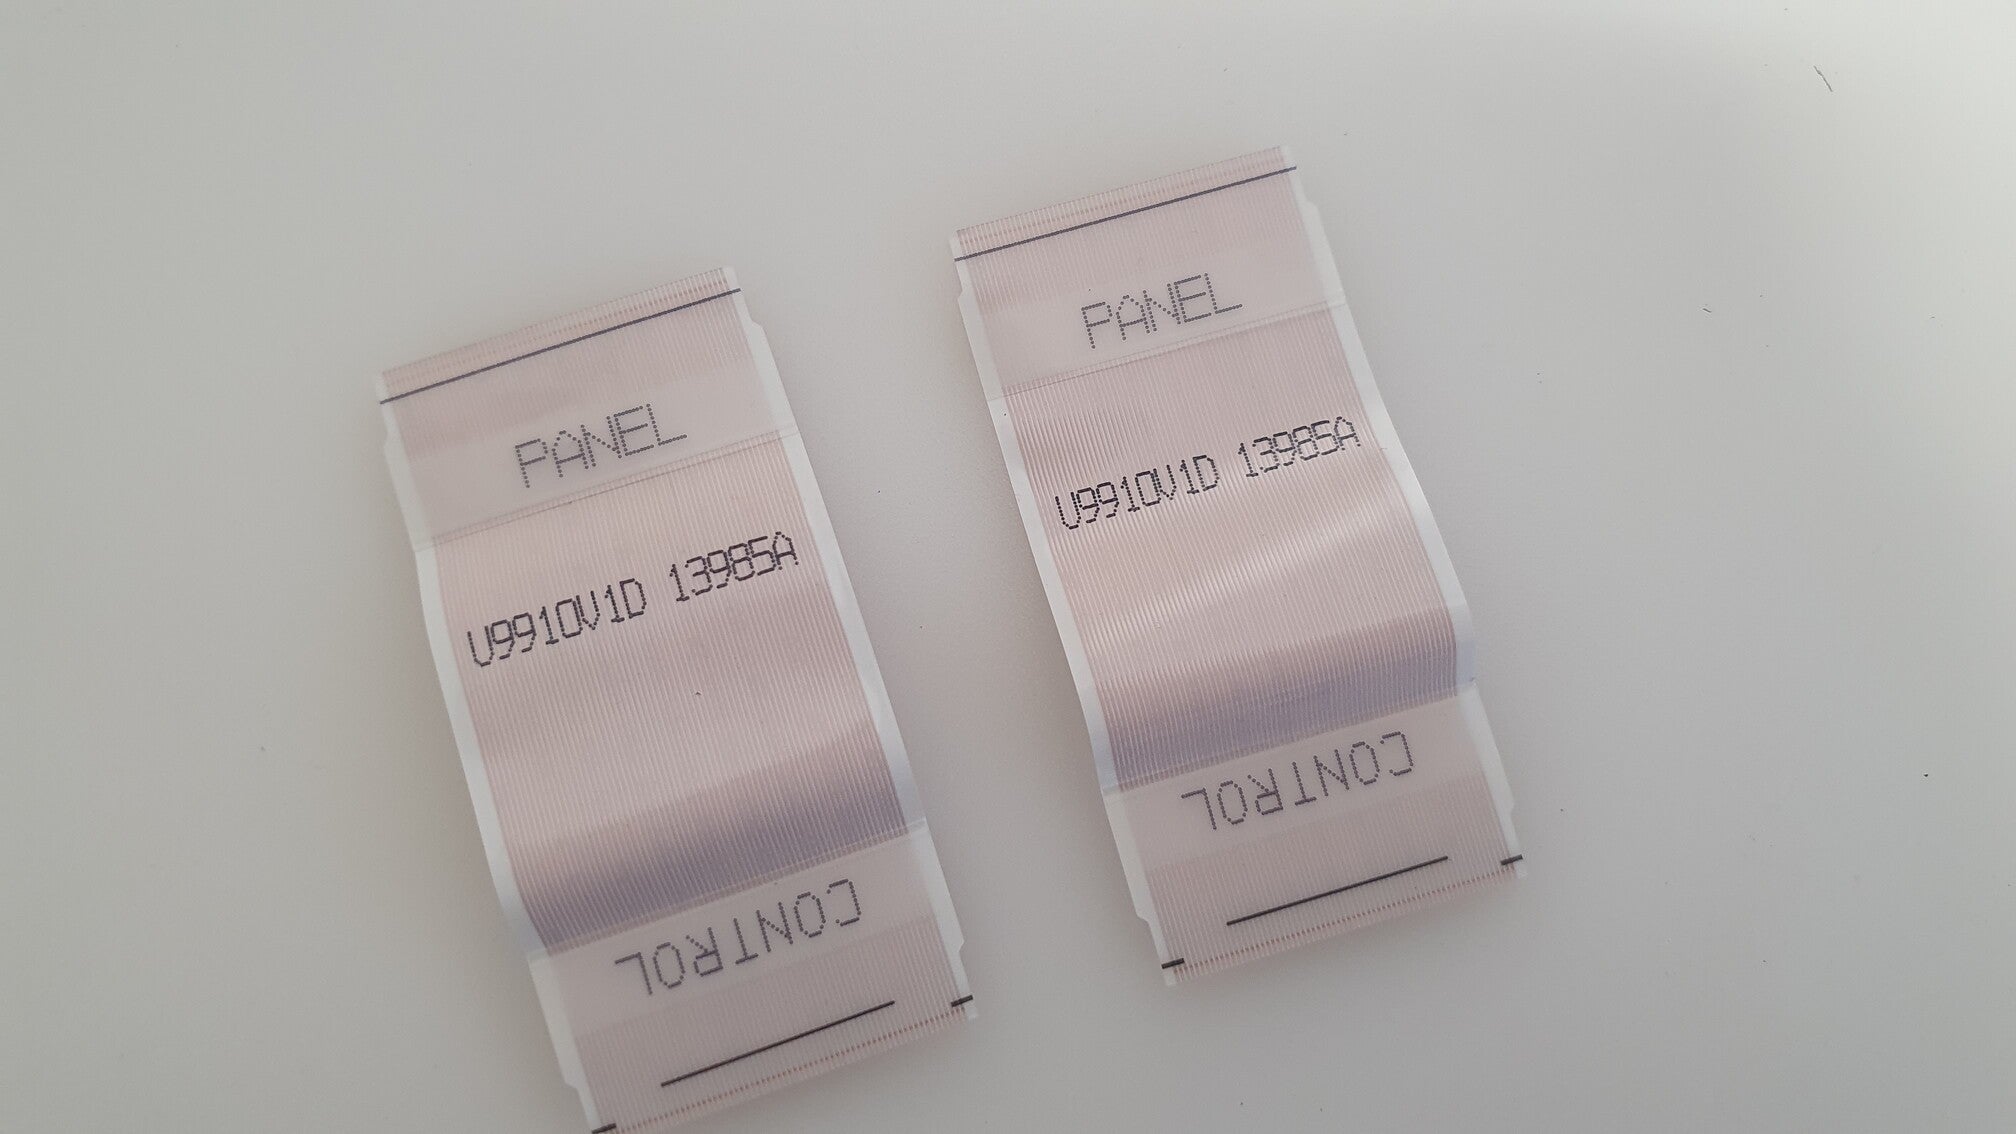 PANEL
U9910V1D 13985A
CONTROL
PANEL
U9910V1D 13985A
CONTROL